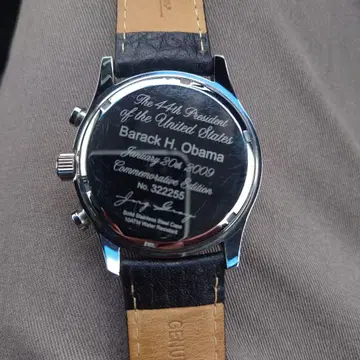 The 44th President
of the United States
Barack H. Obama
January 20th 2009
Commemorative Edition
No. 322255
Solid Stainless Steel Case
10ATM Water Resistant
GENU